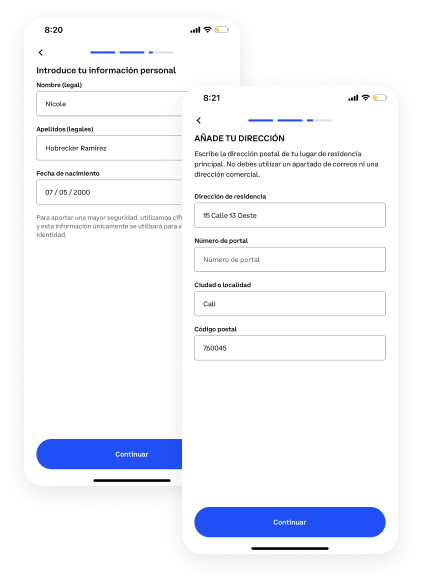 8:20
Introduce tu información personal
Nombre (legal)
Nicole
Apellidos (legales)
Hobrecker Ramirez
Fecha de nacimiento
07 / 05 / 2000
Para aportar una mayor seguridad, utilizamos
y esta información únicamente se utilizará para
identidad.
Continuar
8:21
AÑADE TU DIRECCIÓN
Escribe la dirección postal de tu lugar de residencia
principal. No debes utilizar un apartado de correos ni una
dirección comercial.
Dirección de residencia
15 Calle 13 Oeste
Número de portal
Número de portal
Ciudad o localidad
Cali
Código postal
760045
Continuar